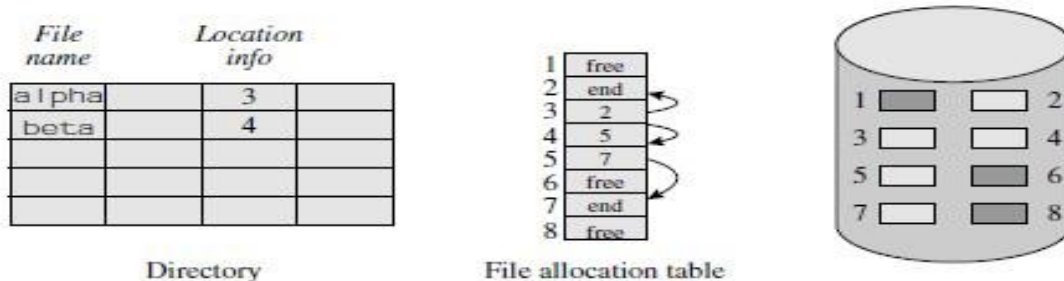 File name
Location info
alpha 3
beta 4
Directory
1 free
2 end
3 2
4 5
5 7
6 free
7 end
8 free
File allocation table
1 2
3 4
5 6
7 8